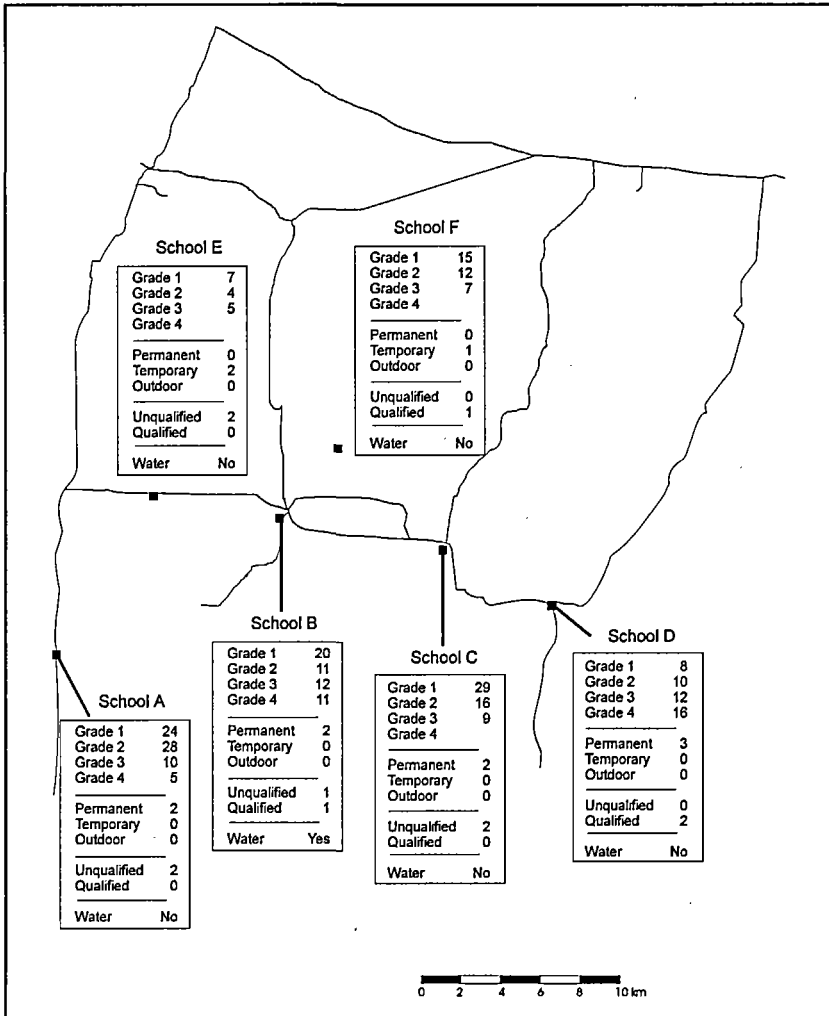 School E
Grade 1 7
Grade 2 4
Grade 3 5
Grade 4
Permanent 0
Temporary 2
Outdoor 0
Unqualified 2
Qualified 0
Water No
School F
Grade 1 15
Grade 2 12
Grade 3 7
Grade 4
Permanent 0
Temporary 1
Outdoor 0
Unqualified 0
Qualified 1
Water No
School A
Grade 1 24
Grade 2 28
Grade 3 10
Grade 4 5
Permanent 2
Temporary 0
Outdoor 0
Unqualified 2
Qualified 0
Water No
School B
Grade 1 20
Grade 2 11
Grade 3 12
Grade 4 11
Permanent 2
Temporary 0
Outdoor 0
Unqualified 1
Qualified 1
Water Yes
School C
Grade 1 29
Grade 2 16
Grade 3 9
Grade 4
Permanent 2
Temporary 0
Outdoor 0
Unqualified 2
Qualified 0
Water No
School D
Grade 1 8
Grade 2 10
Grade 3 12
Grade 4 16
Permanent 3
Temporary 0
Outdoor 0
Unqualified 0
Qualified 2
Water No
0 2 4 6 8 10 km